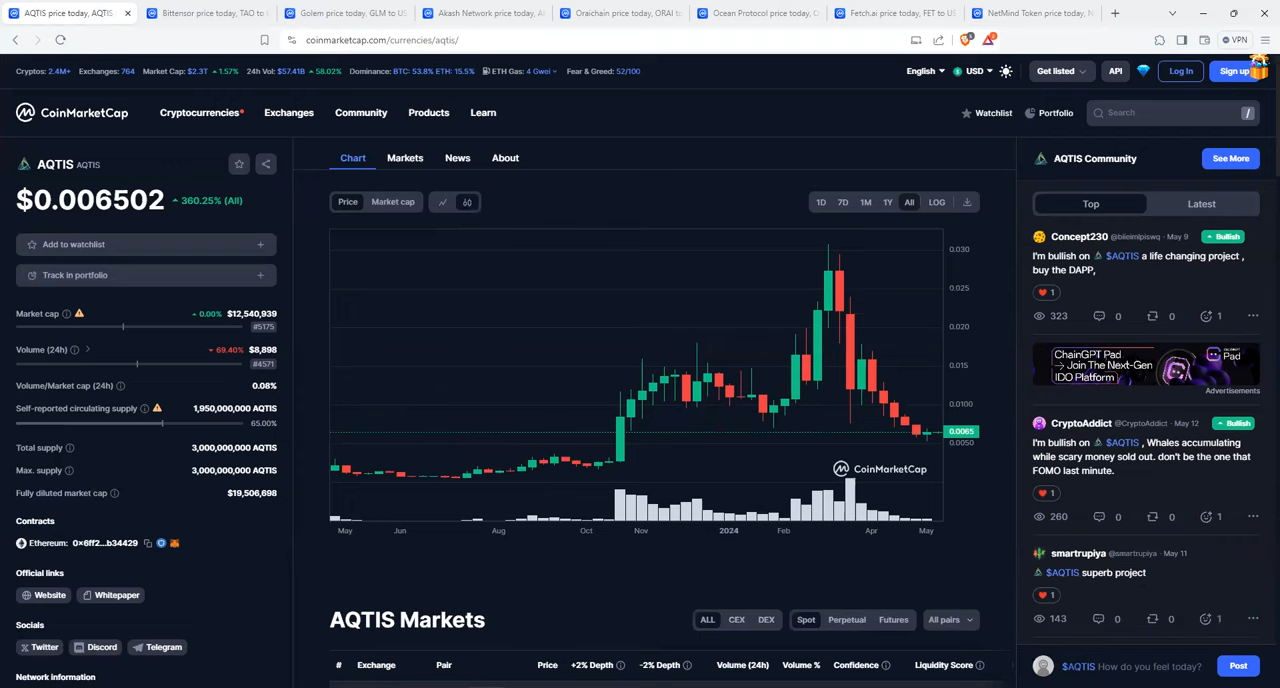 AQTIS price today, AQTIS
Bittensor price today, TAO to
Golem price today, GLM to US
Akash Network price today, A
Oraichain price today, ORAI to
Ocean Protocol price today, O
Fetch.ai price today, FET to US
NetMind Token price today, N
coinmarketcap.com/currencies/aqtis/
VPN
Cryptos: 2.4M+ Exchanges: 764 Market Cap: $2.3T 1.57% 24h Vol: $57.41B 58.02% Dominance: BTC: 53.8% ETH: 15.5% ETH Gas: 4 Gwei Fear & Greed: 52/100
English USD Get listed API Log In Sign up
CoinMarketCap
Cryptocurrencies Exchanges Community Products Learn
Watchlist Portfolio Search /
AQTIS AQTIS
$0.006502 360.25% (All)
Add to watchlist +
Track in portfolio +
Market cap 0.00% $12,540,939
#5175
Volume (24h) 69.40% $8,898
#4571
Volume/Market cap (24h) 0.08%
Self-reported circulating supply 1,950,000,000 AQTIS
65.00%
Total supply 3,000,000,000 AQTIS
Max. supply 3,000,000,000 AQTIS
Fully diluted market cap $19,506,698
Contracts
Ethereum: 0x6ff2...b34429
Official links
Website Whitepaper
Socials
Twitter Discord Telegram
Network information
Chart Markets News About
Price Market cap
1D 7D 1M 1Y All LOG
0.030
0.025
0.020
0.015
0.0100
0.0065
0.0050
CoinMarketCap
May Jun Aug Oct Nov 2024 Feb Apr May
AQTIS Markets
ALL CEX DEX Spot Perpetual Futures All pairs
# Exchange Pair Price +2% Depth -2% Depth Volume (24h) Volume % Confidence Liquidity Score
AQTIS Community See More
Top Latest
Concept230 @biieimlpiswq · May 9 Bullish
I'm bullish on $AQTIS a life changing project ,
buy the DAPP,
1
323 0 0 1
ChainGPT Pad
→ Join The Next-Gen
IDO Platform
Pad
Advertisements
CryptoAddict @CryptoAddict · May 12 Bullish
I'm bullish on $AQTIS , Whales accumulating
while scary money sold out. don't be the one that
FOMO last minute.
1
260 0 0 1
smartrupiya @smartrupiya · May 11
$AQTIS superb project
1
143 0 0 1
$AQTIS How do you feel today? Post